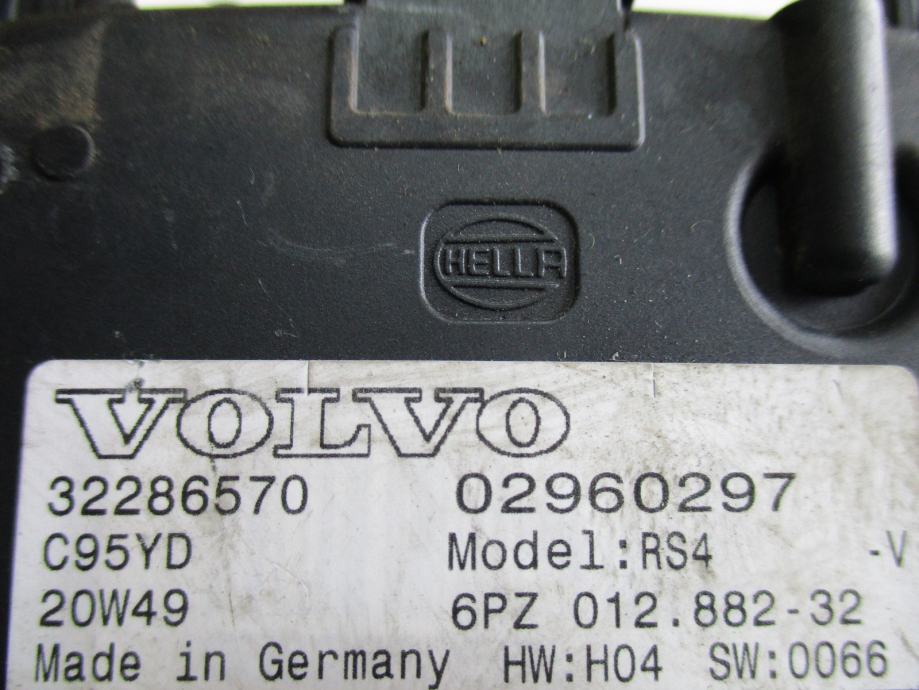 HELLA
VOLVO
32286570 02960297
C95YD Model:RS4 -V
20W49 6PZ 012.882-32
Made in Germany HW:H04 SW:0066